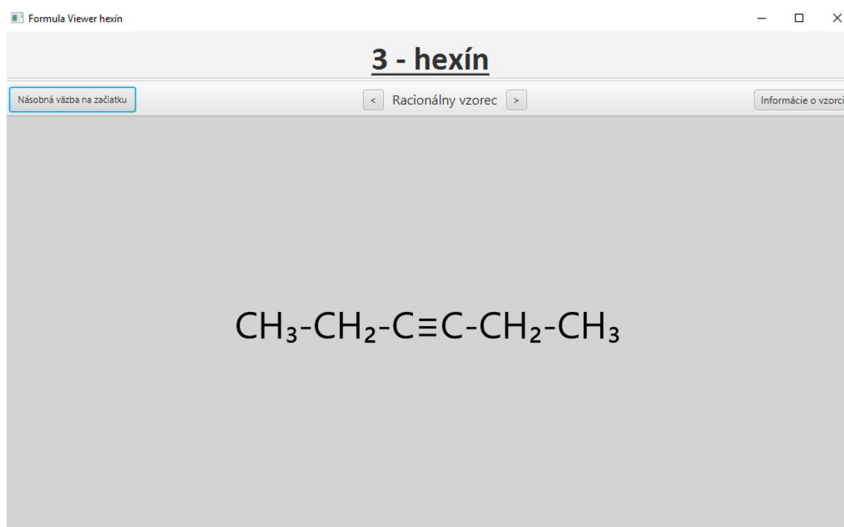 Formula Viewer hexín
3 - hexín
Násobná väzba na začiatku < Racionálny vzorec > Informácie o vzorci
CH₃-CH₂-C≡C-CH₂-CH₃